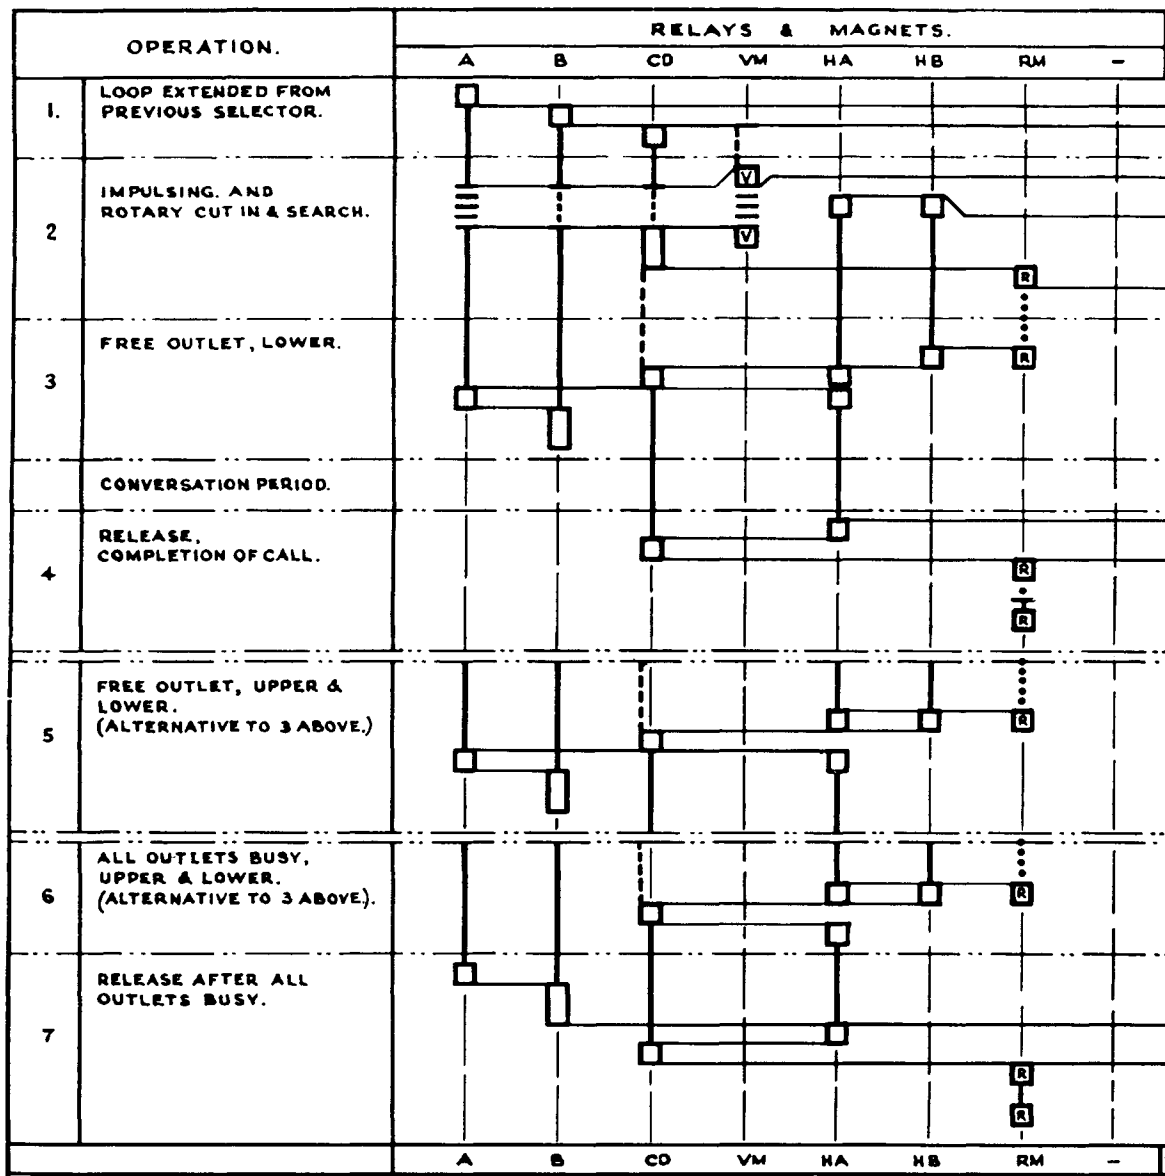 OPERATION.
RELAYS & MAGNETS.
A B CD VM HA HB RM –
1.
LOOP EXTENDED FROM
PREVIOUS SELECTOR.
2
IMPULSING. AND
ROTARY CUT IN & SEARCH.
V
V
R
3
FREE OUTLET, LOWER.
R
CONVERSATION PERIOD.
4
RELEASE,
COMPLETION OF CALL.
R
R
5
FREE OUTLET, UPPER &
LOWER.
(ALTERNATIVE TO 3 ABOVE.)
R
6
ALL OUTLETS BUSY,
UPPER & LOWER.
(ALTERNATIVE TO 3 ABOVE).
R
7
RELEASE AFTER ALL
OUTLETS BUSY.
R
R
A B CD VM HA HB RM –